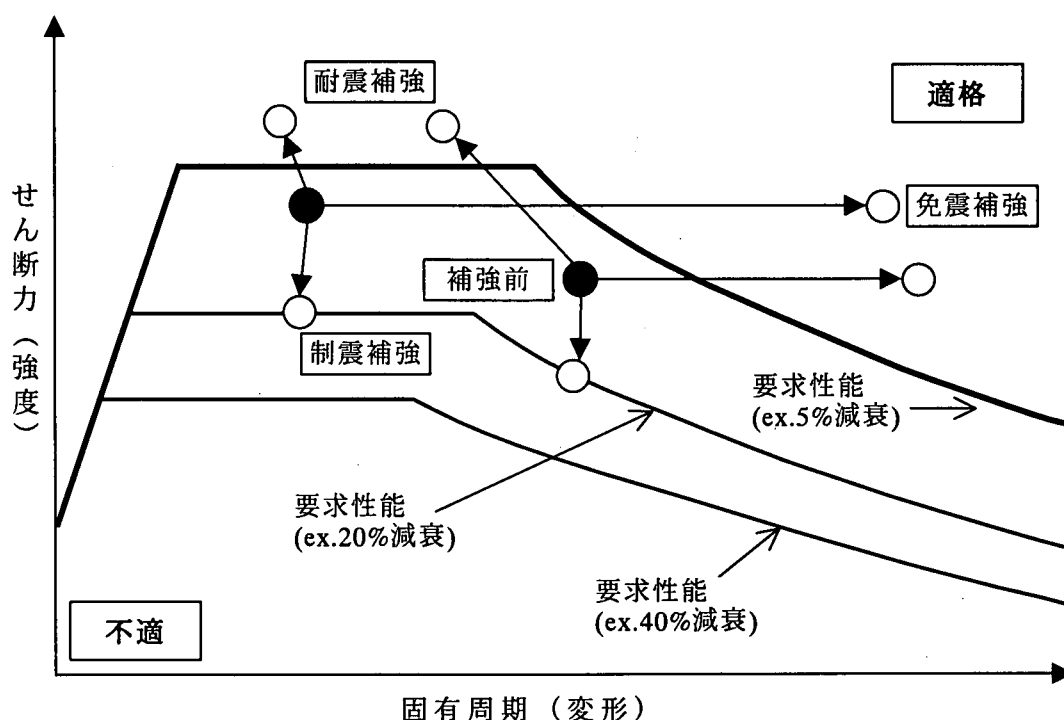 耐震補強
適格
せん断力（強度）
免震補強
補強前
制震補強
要求性能
(ex.5%減衰)
要求性能
(ex.20%減衰)
要求性能
(ex.40%減衰)
不適
固有周期（変形）